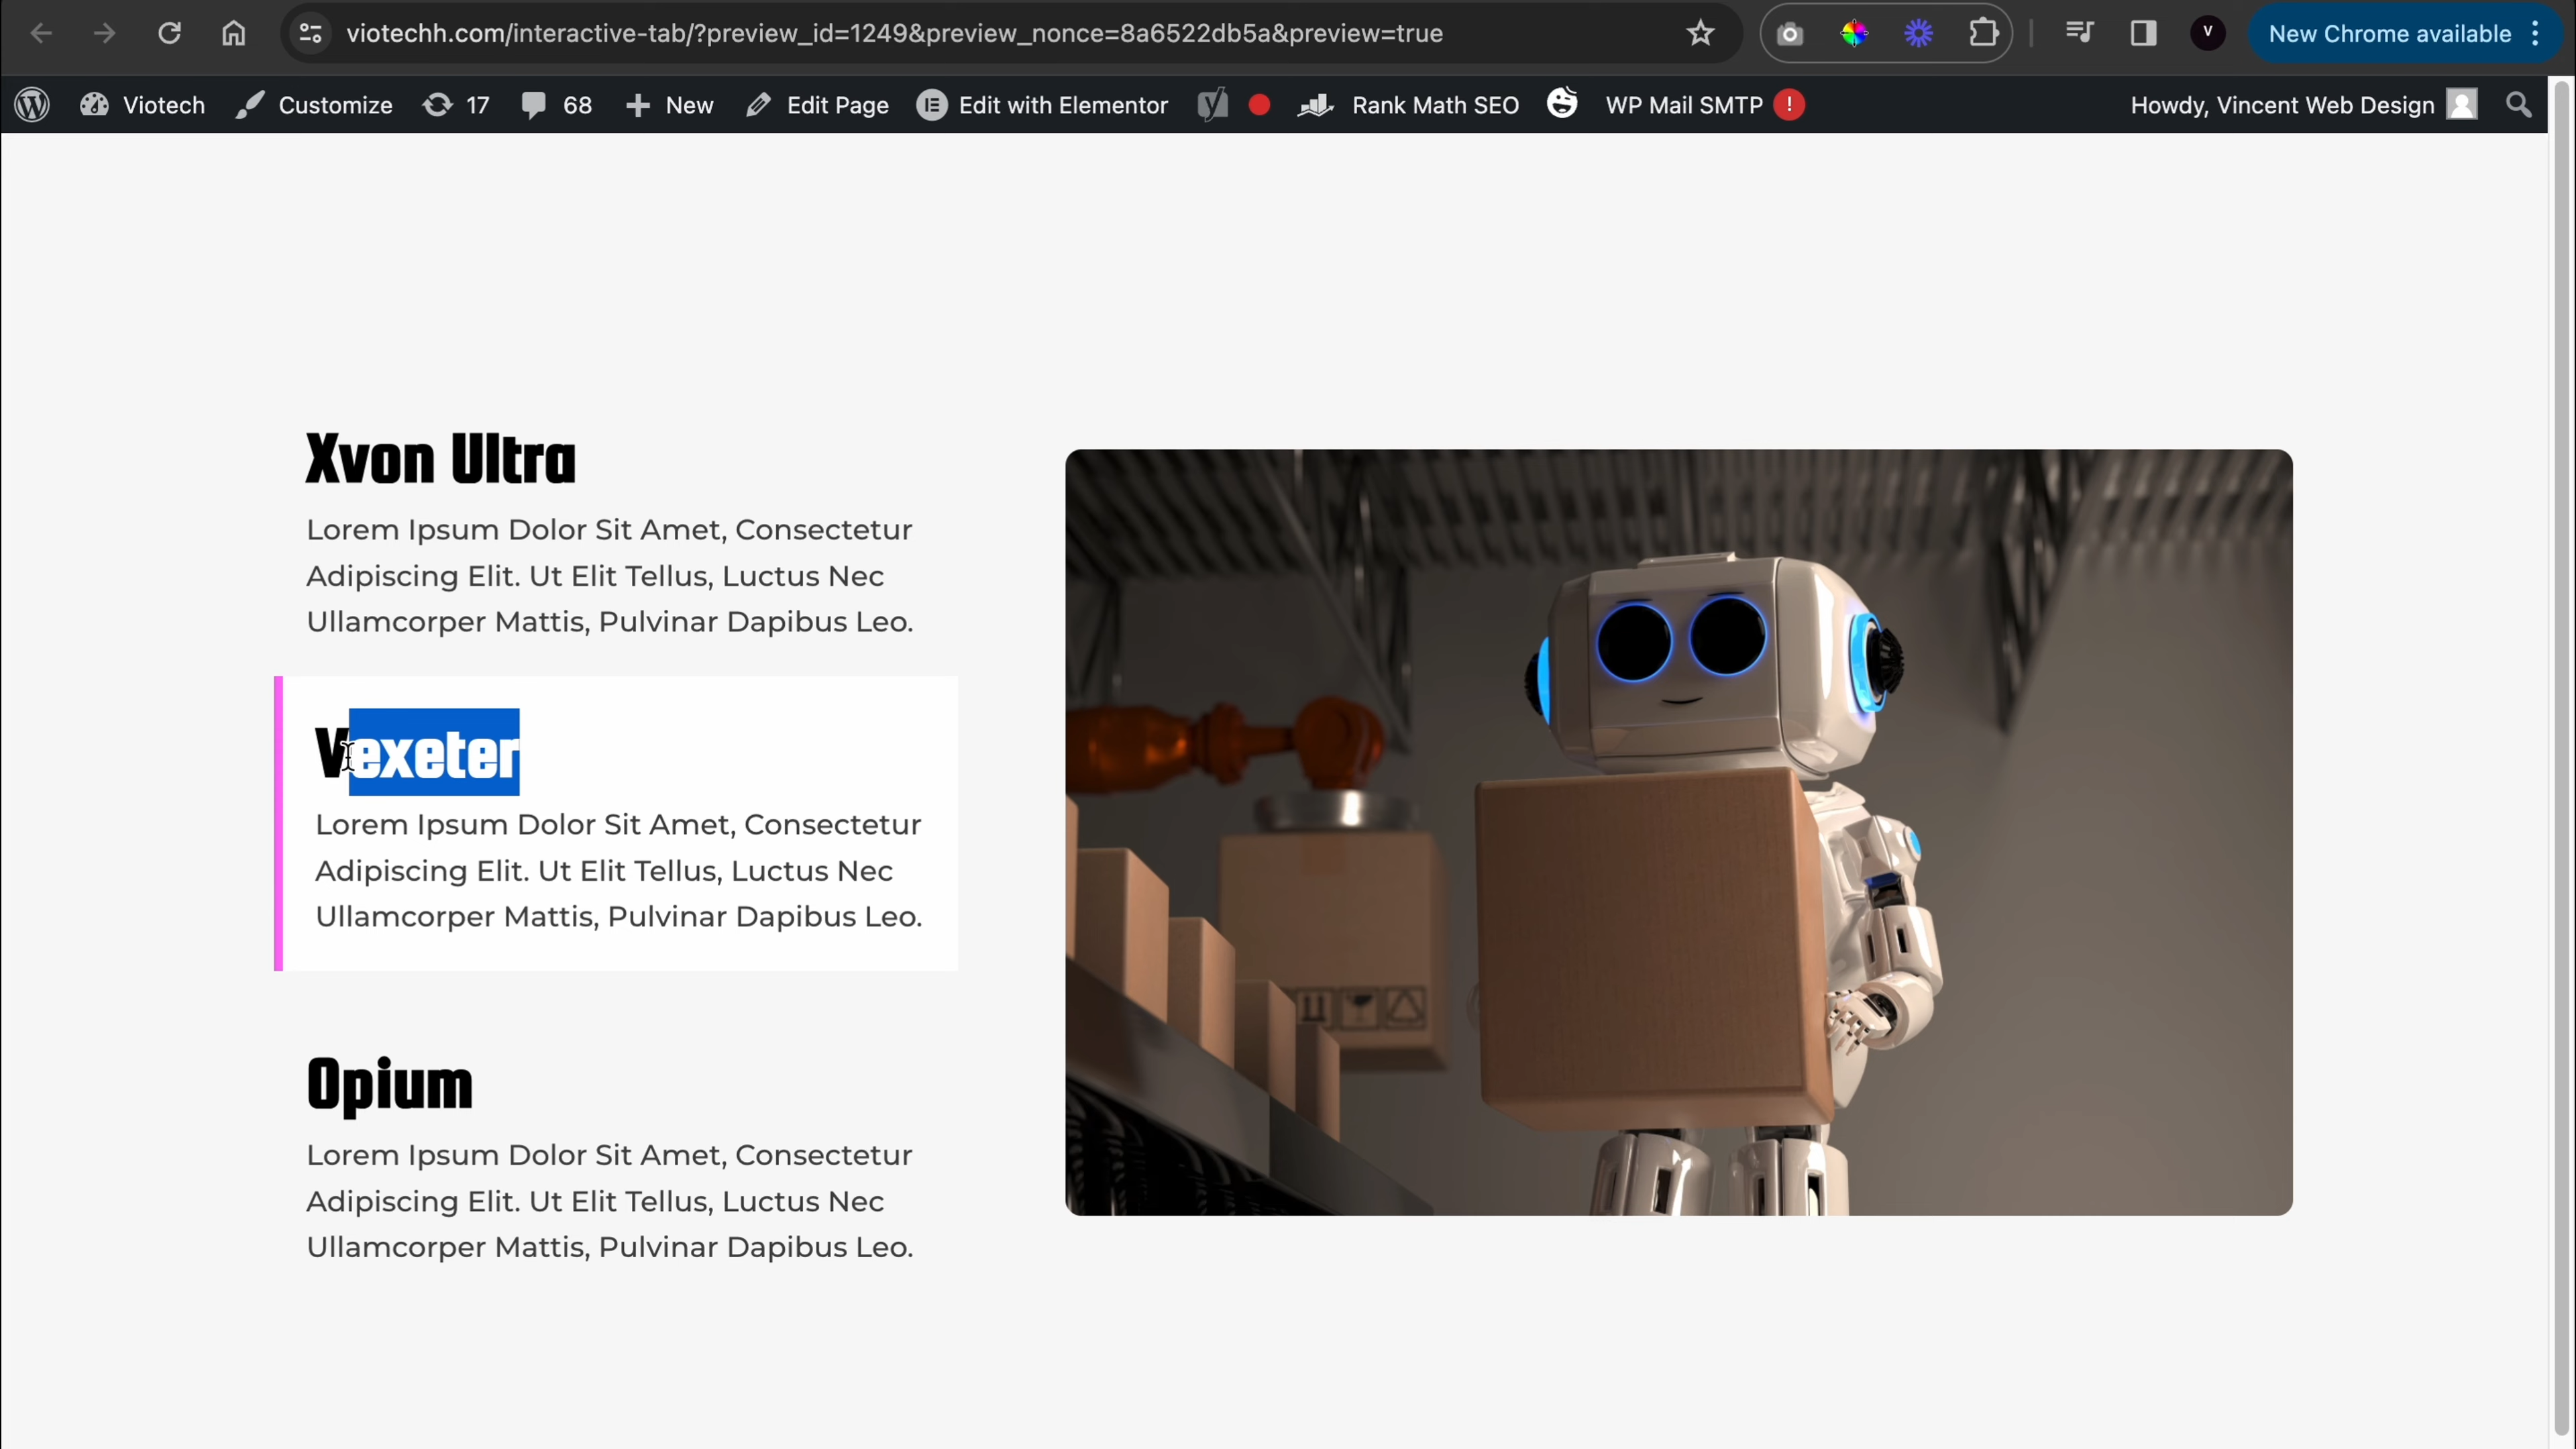 viotechh.com/interactive-tab/?preview_id=1249&preview_nonce=8a6522db5a&preview=true
V
New Chrome available
Viotech Customize 17 68 New Edit Page Edit with Elementor Rank Math SEO WP Mail SMTP ! Howdy, Vincent Web Design
Xvon Ultra
Lorem Ipsum Dolor Sit Amet, Consectetur
Adipiscing Elit. Ut Elit Tellus, Luctus Nec
Ullamcorper Mattis, Pulvinar Dapibus Leo.
Vexeter
Lorem Ipsum Dolor Sit Amet, Consectetur
Adipiscing Elit. Ut Elit Tellus, Luctus Nec
Ullamcorper Mattis, Pulvinar Dapibus Leo.
Opium
Lorem Ipsum Dolor Sit Amet, Consectetur
Adipiscing Elit. Ut Elit Tellus, Luctus Nec
Ullamcorper Mattis, Pulvinar Dapibus Leo.